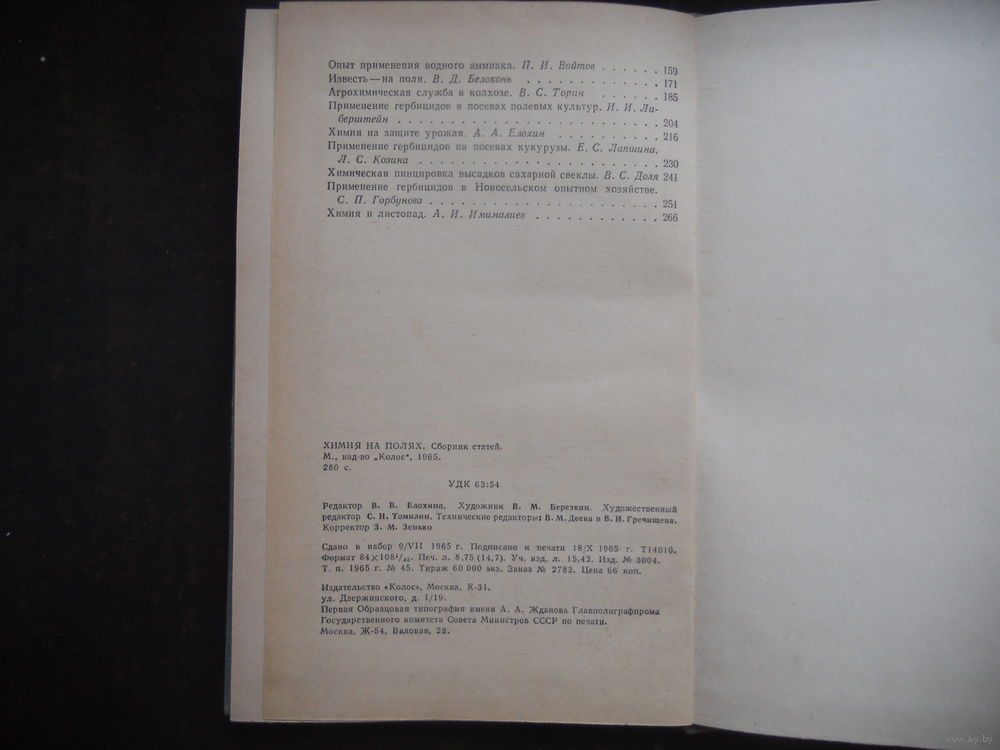 Опыт применения водного аммиака. П. И. Войтов . . . . . . 159
Известь — на поля. В. Д. Белоконь . . . . . . . . . . . . . 171
Агрохимическая служба в колхозе. В. С. Торин . . . . . . 185
Применение гербицидов в посевах полевых культур. И. И. Ли-
берштейн . . . . . . . . . . . . . . . . . . . . . . . . . . 204
Химия на защите урожая. А. А. Елохин . . . . . . . . . . 216
Применение гербицидов на посевах кукурузы. Е. С. Лапшина,
Л. С. Козина . . . . . . . . . . . . . . . . . . . . . . . . 230
Химическая пинцировка высадков сахарной свеклы. В. С. Доля 241
Применение гербицидов в Новосельском опытном хозяйстве.
С. П. Горбунова . . . . . . . . . . . . . . . . . . . . . . . 251
Химия и листопад. А. И. Имамалиев . . . . . . . . . . . . 266
ХИМИЯ НА ПОЛЯХ. Сборник статей.
М., изд-во „Колос“, 1965.
280 с.
УДК 63:54
Редактор В. В. Блохина. Художник В. М. Березкин. Художественный
редактор С. Н. Томилин. Технические редакторы: В. М. Деева и В. Н. Гречищева.
Корректор З. М. Зенько
Сдано в набор 9/VII 1965 г. Подписано к печати 18/X 1965 г. Т14010.
Формат 84×108¹/₃₂. Печ. л. 8,75 (14,7). Уч. изд. л. 15,42. Изд. № 3004.
Т. п. 1965 г. № 45. Тираж 60 000 экз. Заказ № 2783. Цена 66 коп.
Издательство «Колос», Москва, К-31,
ул. Дзержинского, д. 1/19.
Первая Образцовая типография имени А. А. Жданова Главполиграфпрома
Государственного комитета Совета Министров СССР по печати.
Москва, Ж-54, Валовая, 28.
www.ay.by